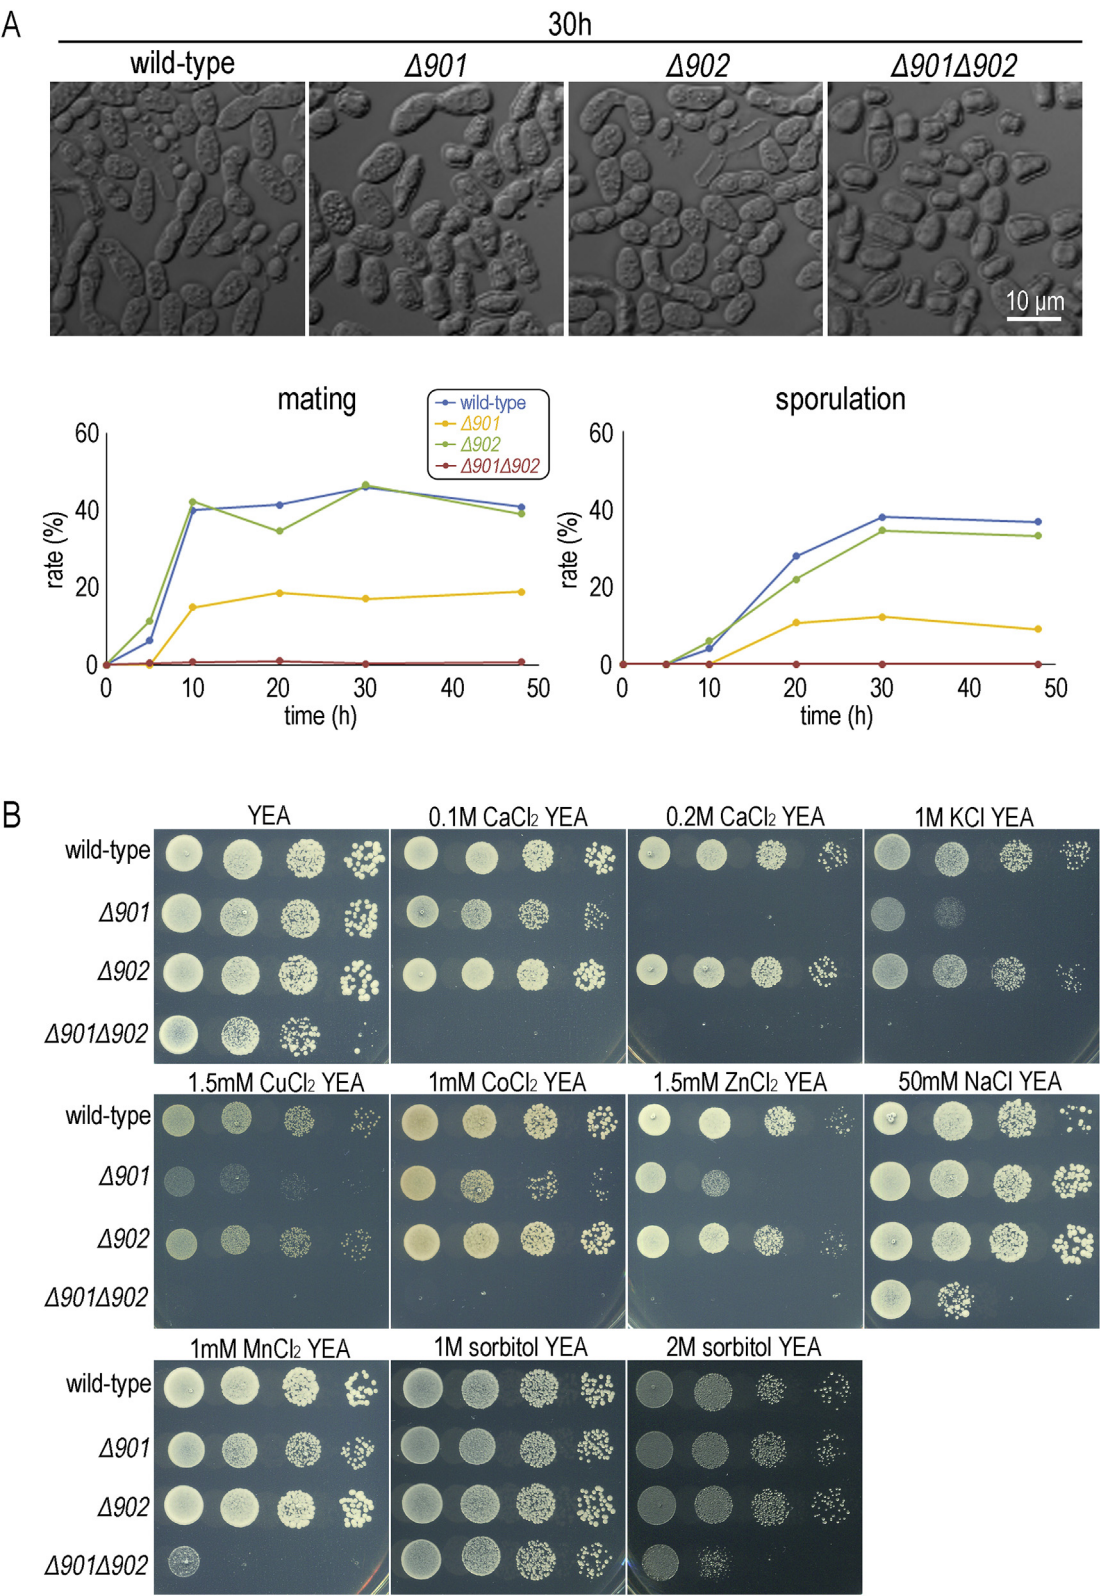 A
30h
wild-type Δ901 Δ902 Δ901Δ902
10 µm
mating
wild-type
Δ901
Δ902
Δ901Δ902
60
40
20
0
rate (%)
0 10 20 30 40 50
time (h)
sporulation
60
40
20
0
rate (%)
0 10 20 30 40 50
time (h)
B
YEA 0.1M CaCl₂ YEA 0.2M CaCl₂ YEA 1M KCl YEA
wild-type
Δ901
Δ902
Δ901Δ902
1.5mM CuCl₂ YEA 1mM CoCl₂ YEA 1.5mM ZnCl₂ YEA 50mM NaCl YEA
wild-type
Δ901
Δ902
Δ901Δ902
1mM MnCl₂ YEA 1M sorbitol YEA 2M sorbitol YEA
wild-type
Δ901
Δ902
Δ901Δ902